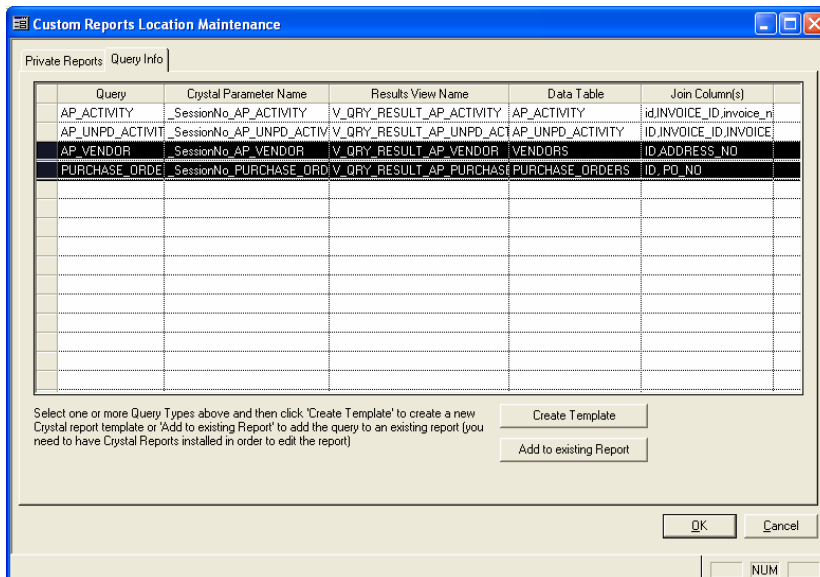 Custom Reports Location Maintenance
Private Reports Query Info
Query Crystal Parameter Name Results View Name Data Table Join Column(s)
AP_ACTIVITY _SessionNo_AP_ACTIVITY V_QRY_RESULT_AP_ACTIVITY AP_ACTIVITY id,INVOICE_ID,invoice_n
AP_UNPD_ACTIVIT _SessionNo_AP_UNPD_ACTIV V_QRY_RESULT_AP_UNPD_ACT AP_UNPD_ACTIVITY ID,INVOICE_ID,INVOICE_
AP_VENDOR _SessionNo_AP_VENDOR V_QRY_RESULT_AP_VENDOR VENDORS ID,ADDRESS_NO
PURCHASE_ORDE _SessionNo_PURCHASE_ORD V_QRY_RESULT_AP_PURCHASE PURCHASE_ORDERS ID, PO_NO
Select one or more Query Types above and then click 'Create Template' to create a new
Crystal report template or 'Add to existing Report' to add the query to an existing report (you
need to have Crystal Reports installed in order to edit the report)
Create Template
Add to existing Report
OK Cancel
NUM